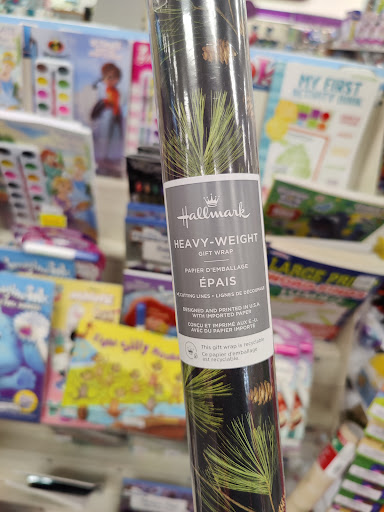 MY FIRST
Hallmark
HEAVY-WEIGHT
GIFT WRAP
PAPIER D'EMBALLAGE
ÉPAIS
CUTTING LINES • LIGNES DE DÉCOUPAGE
DESIGNED AND PRINTED IN U.S.A.
WITH IMPORTED PAPER
CONÇU ET IMPRIMÉ AUX É.-U.
AVEC DU PAPIER IMPORTÉ
This gift wrap is recyclable.
Ce papier d'emballage
est recyclable.
LARGE PRI